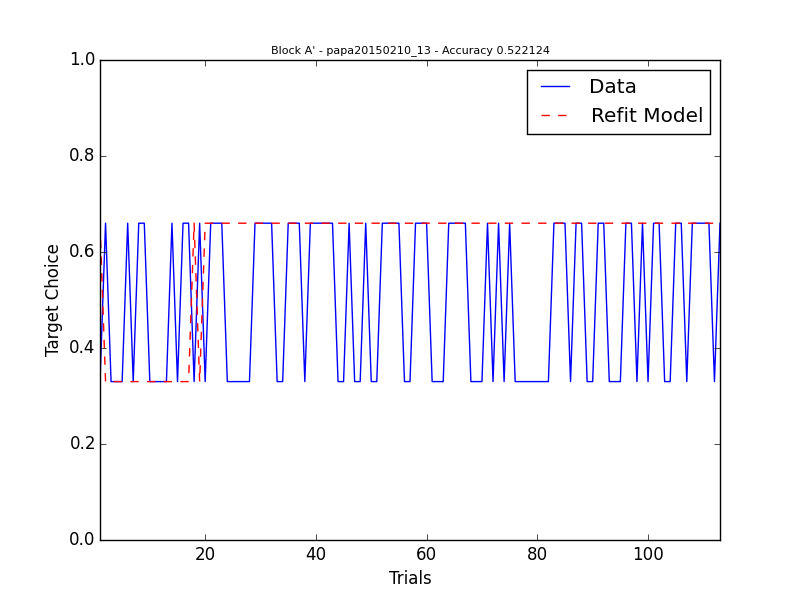 Block A' - papa20150210_13 - Accuracy 0.522124
1.0
0.8
0.6
0.4
0.2
0.0
Target Choice
Data
Refit Model
20 40 60 80 100
Trials